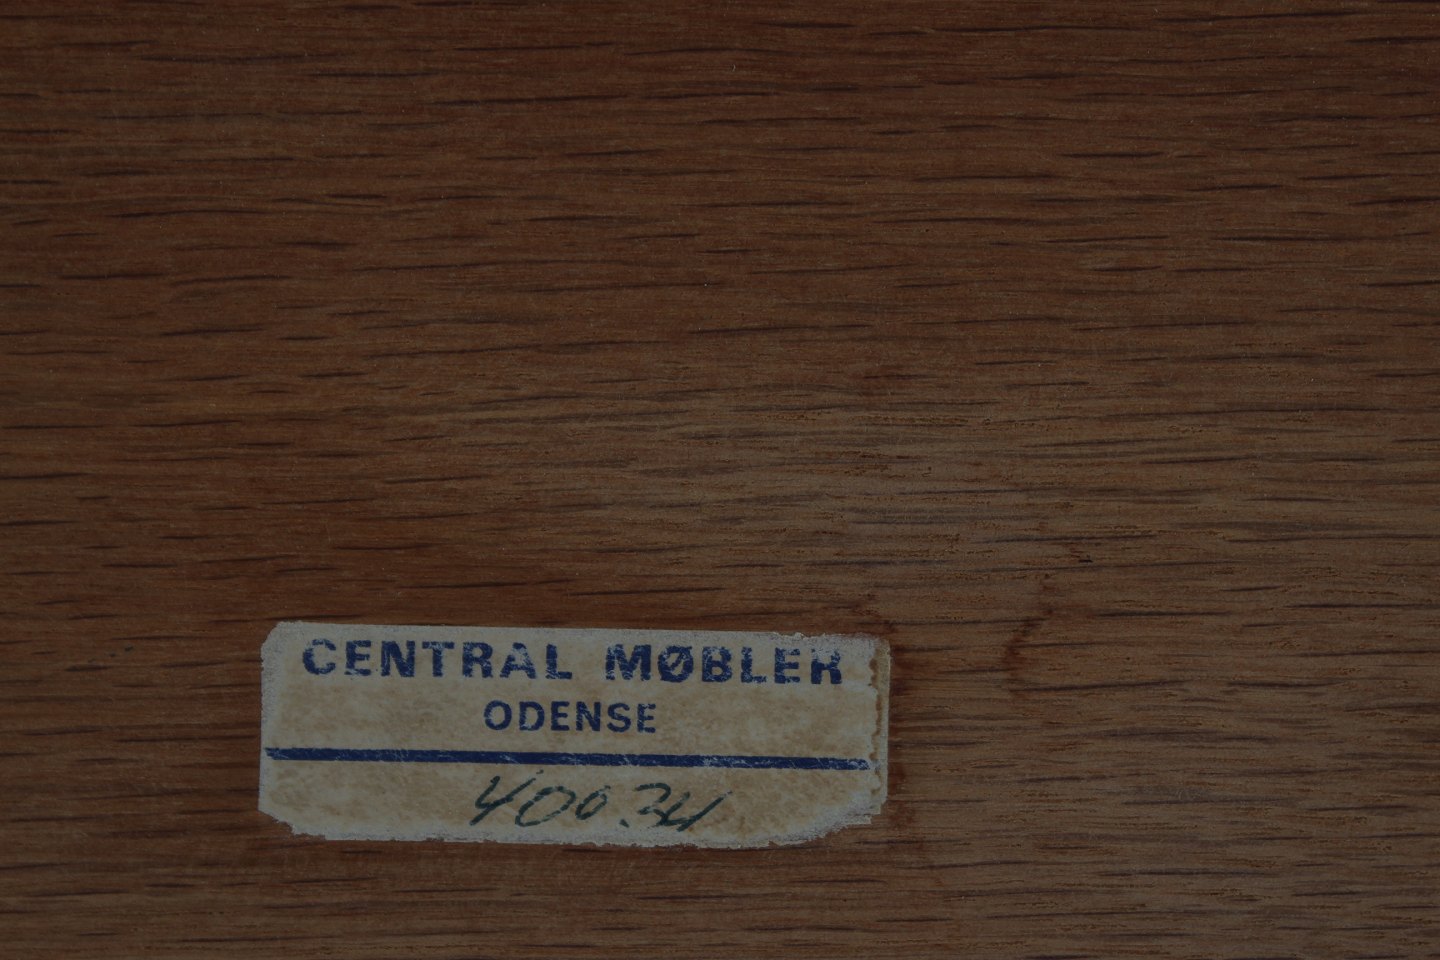 CENTRAL MØBLER
ODENSE
400.34